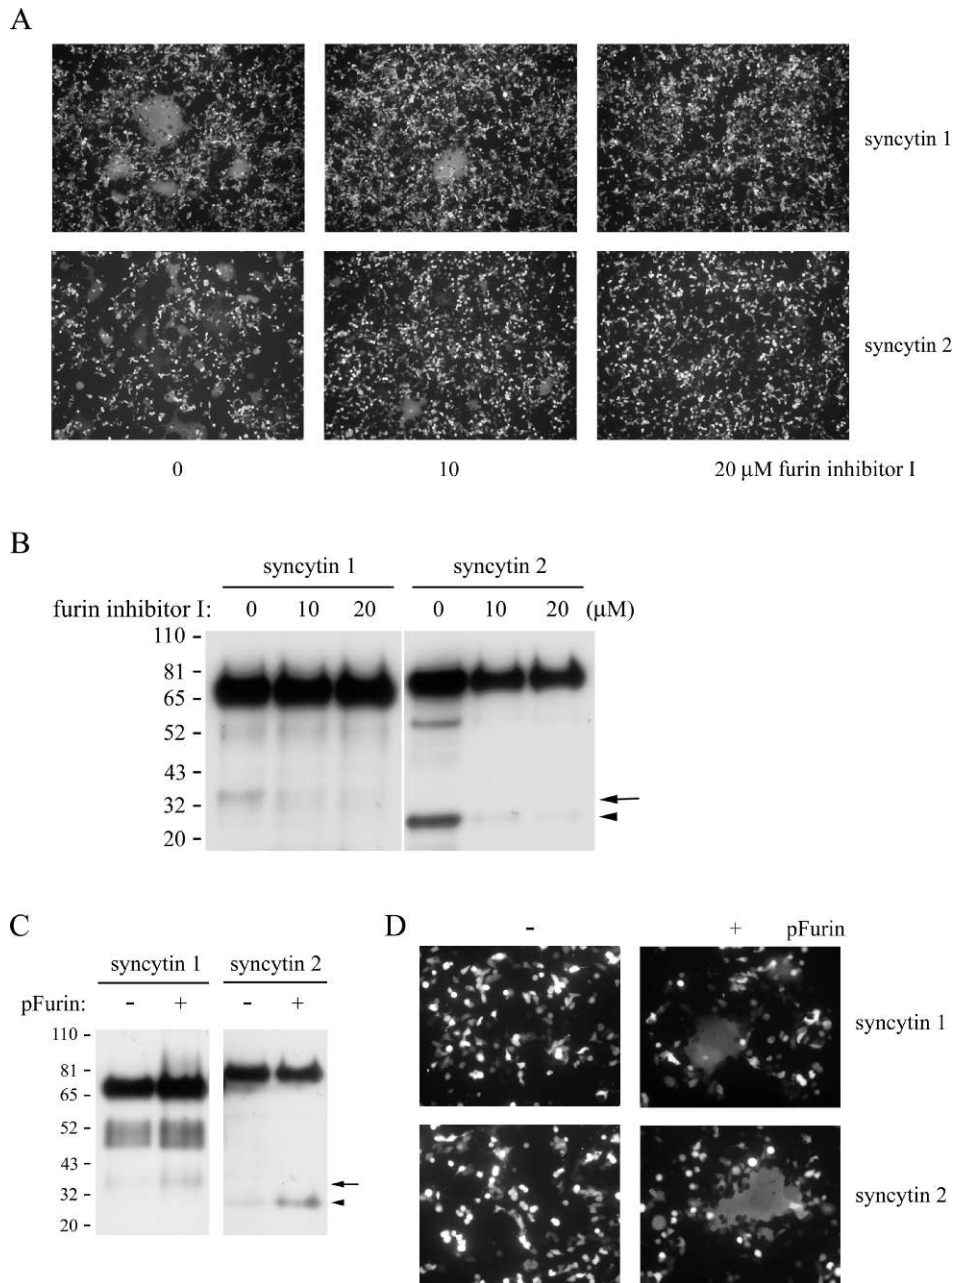 A
syncytin 1
syncytin 2
0 10 20 μM furin inhibitor I
B
syncytin 1 syncytin 2
furin inhibitor I: 0 10 20 0 10 20 (μM)
110 -
81 -
65 -
52 -
43 -
32 -
20 -
C
syncytin 1 syncytin 2
pFurin: - + - +
110 -
81 -
65 -
52 -
43 -
32 -
20 -
D
- + pFurin
syncytin 1
syncytin 2